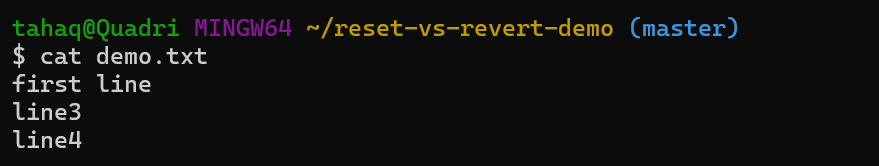 tahaq@Quadri MINGW64 ~/reset-vs-revert-demo (master)
$ cat demo.txt
first line
line3
line4